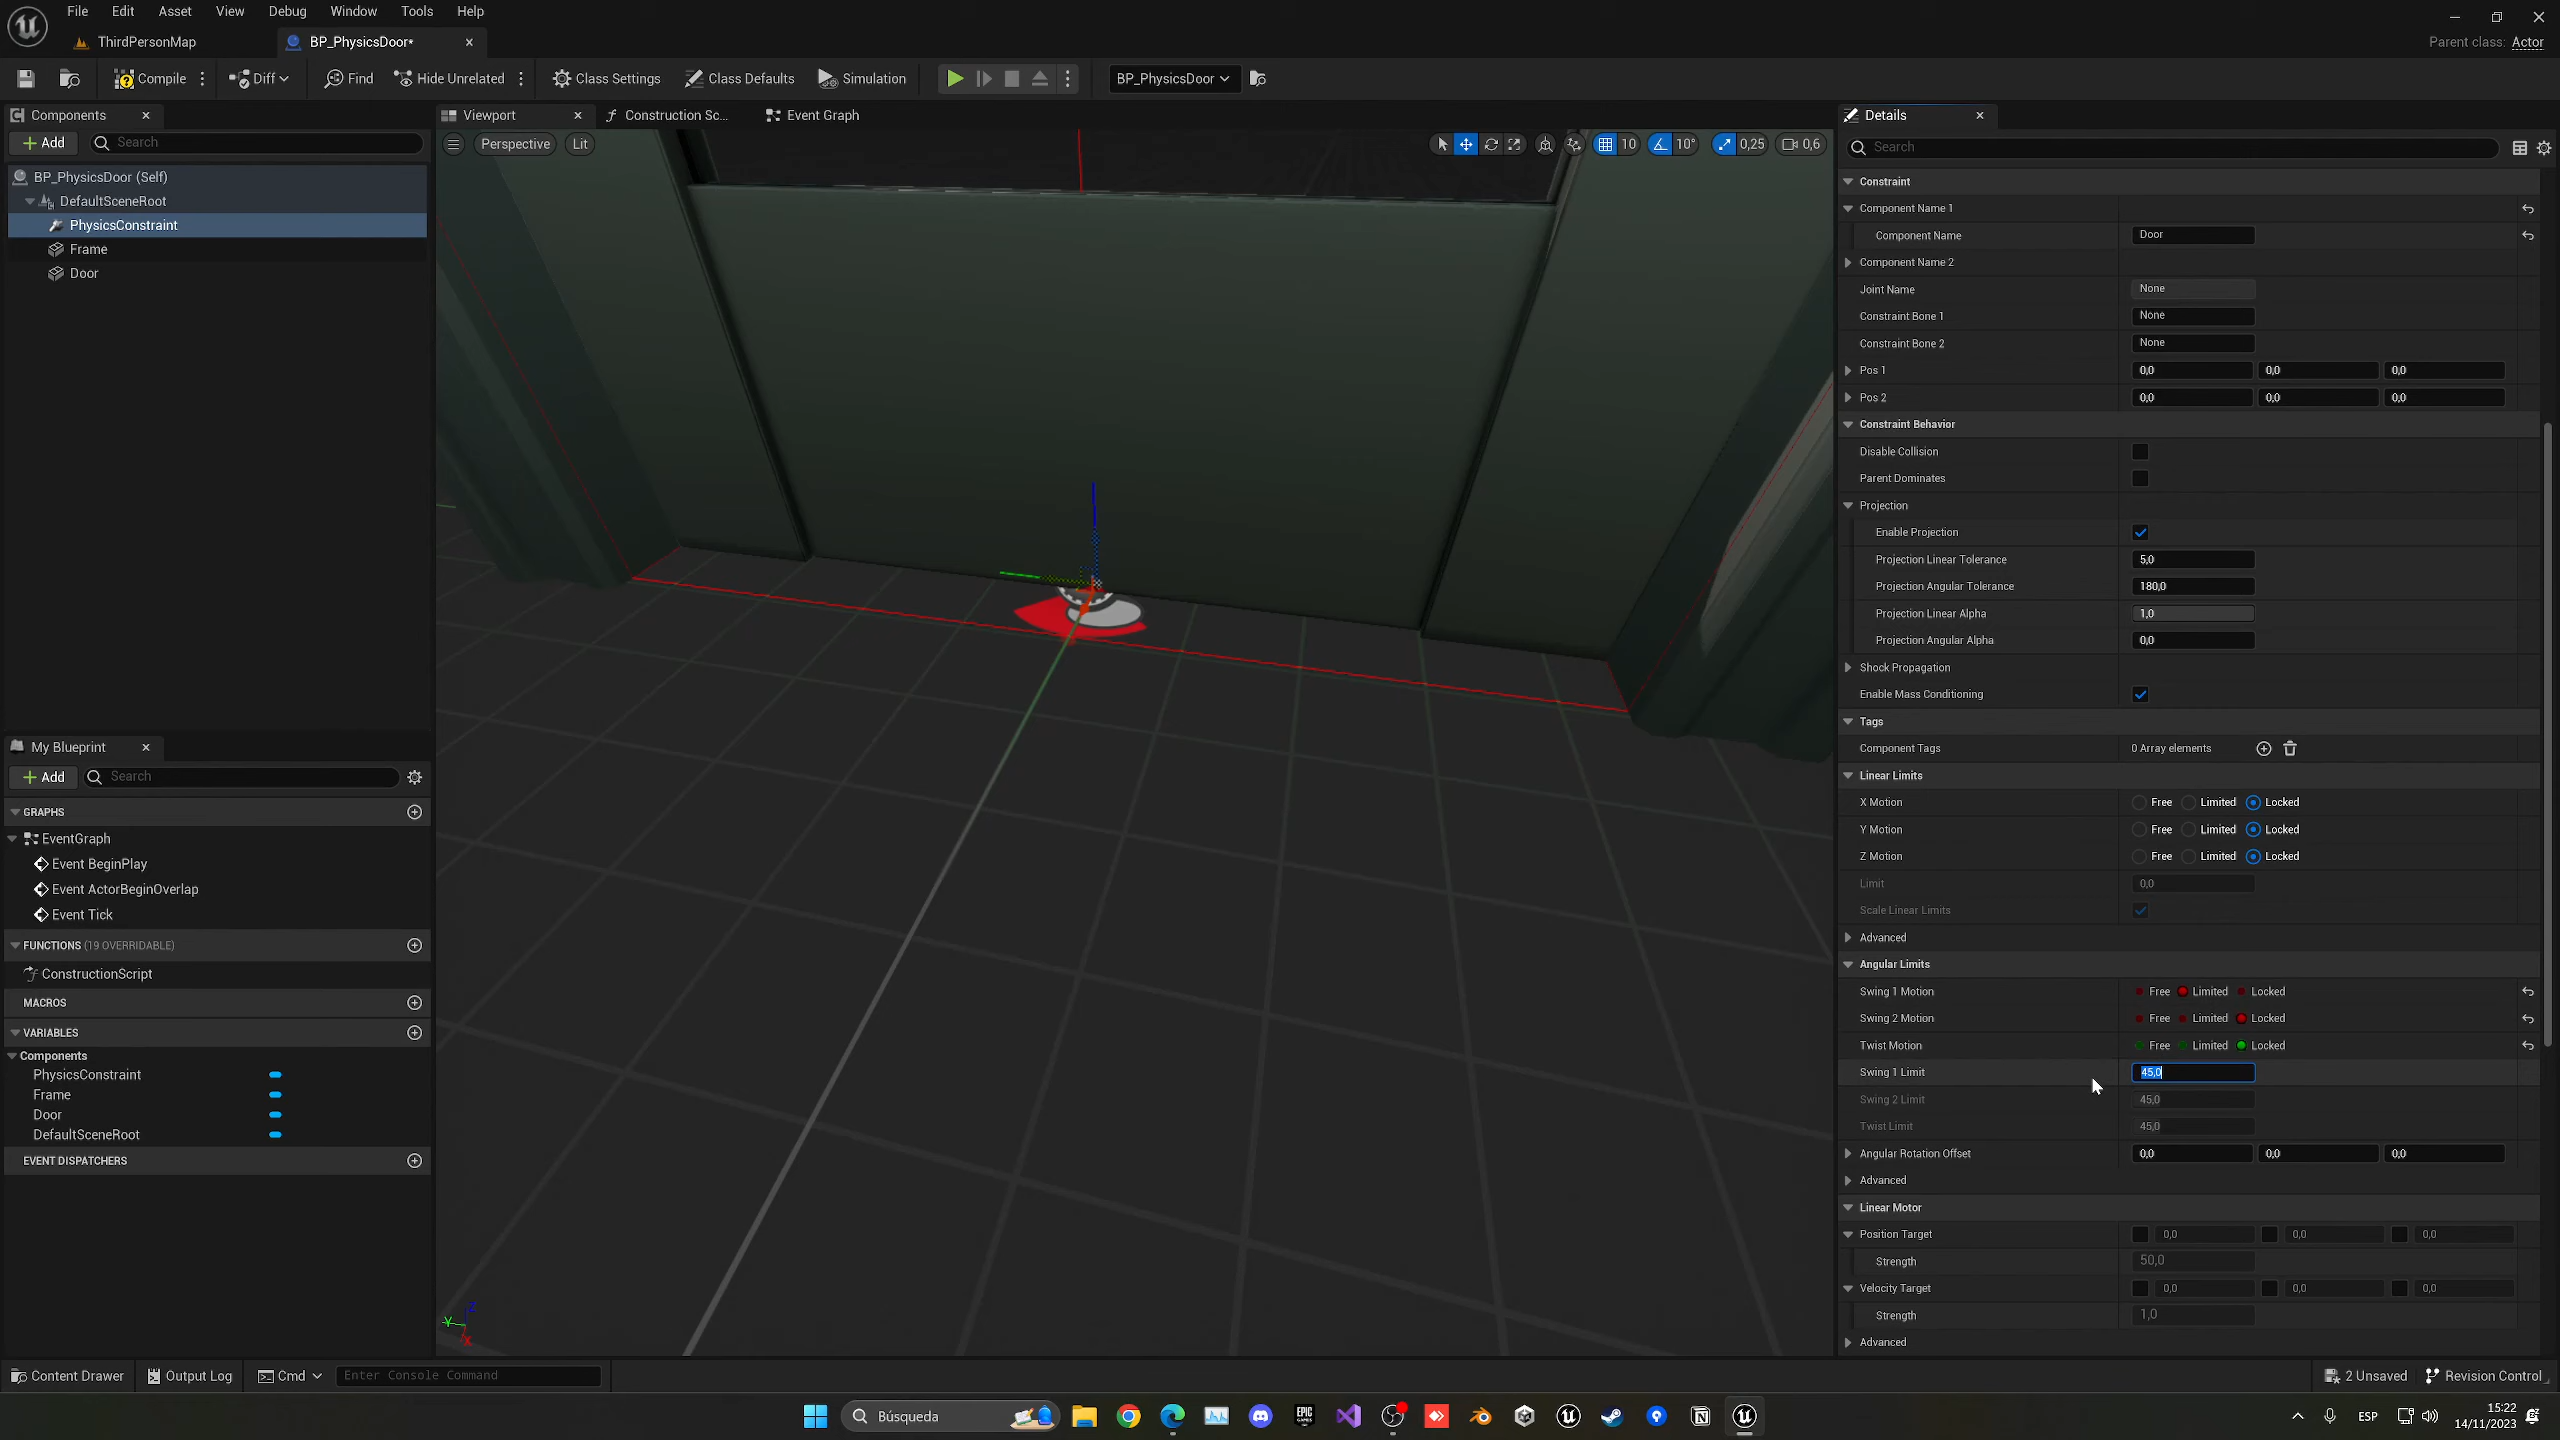 File Edit Asset View Debug Window Tools Help
ThirdPersonMap
BP_PhysicsDoor*
Parent class: Actor
Compile
Diff
Find
Hide Unrelated
Class Settings
Class Defaults
Simulation
BP_PhysicsDoor
Components
Add
Search
BP_PhysicsDoor (Self)
DefaultSceneRoot
PhysicsConstraint
Frame
Door
My Blueprint
Add
Search
GRAPHS
EventGraph
Event BeginPlay
Event ActorBeginOverlap
Event Tick
FUNCTIONS (19 OVERRIDABLE)
ConstructionScript
MACROS
VARIABLES
Components
PhysicsConstraint
Frame
Door
DefaultSceneRoot
EVENT DISPATCHERS
Viewport
Construction Sc...
Event Graph
Perspective
Lit
10
10°
0,25
0,6
Z
Y
X
Details
Search
Constraint
Component Name 1
Component Name Door
Component Name 2
Joint Name None
Constraint Bone 1 None
Constraint Bone 2 None
Pos 1 0,0 0,0 0,0
Pos 2 0,0 0,0 0,0
Constraint Behavior
Disable Collision
Parent Dominates
Projection
Enable Projection
Projection Linear Tolerance 5,0
Projection Angular Tolerance 180,0
Projection Linear Alpha 1,0
Projection Angular Alpha 0,0
Shock Propagation
Enable Mass Conditioning
Tags
Component Tags 0 Array elements
Linear Limits
X Motion Free Limited Locked
Y Motion Free Limited Locked
Z Motion Free Limited Locked
Limit 0,0
Scale Linear Limits
Advanced
Angular Limits
Swing 1 Motion Free Limited Locked
Swing 2 Motion Free Limited Locked
Twist Motion Free Limited Locked
Swing 1 Limit 45,0
Swing 2 Limit 45,0
Twist Limit 45,0
Angular Rotation Offset 0,0 0,0 0,0
Advanced
Linear Motor
Position Target 0,0 0,0 0,0
Strength 50,0
Velocity Target 0,0 0,0 0,0
Strength 1,0
Advanced
Content Drawer
Output Log
Cmd
Enter Console Command
2 Unsaved
Revision Control
Búsqueda
EPIC GAMES
ESP
15:22
14/11/2023